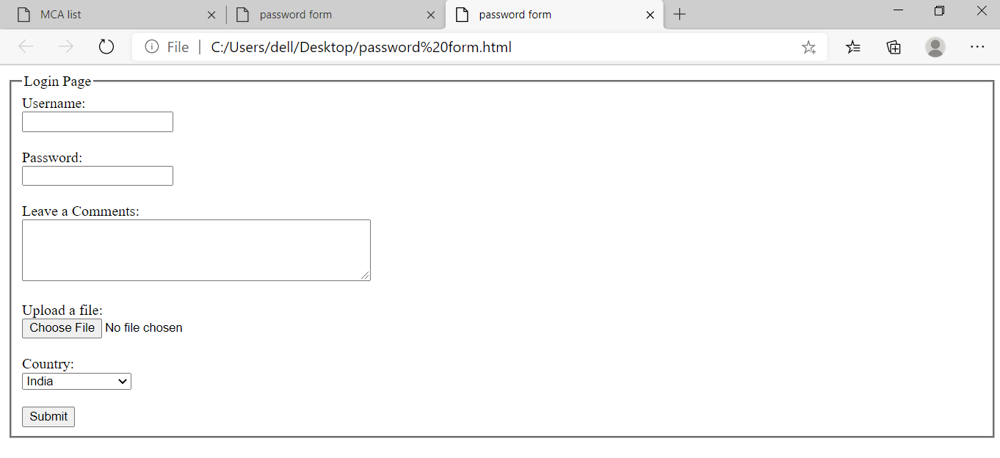 MCA list
password form
password form
File
C:/Users/dell/Desktop/password%20form.html
Login Page
Username:
Password:
Leave a Comments:
Upload a file:
Choose File No file chosen
Country:
India
Submit